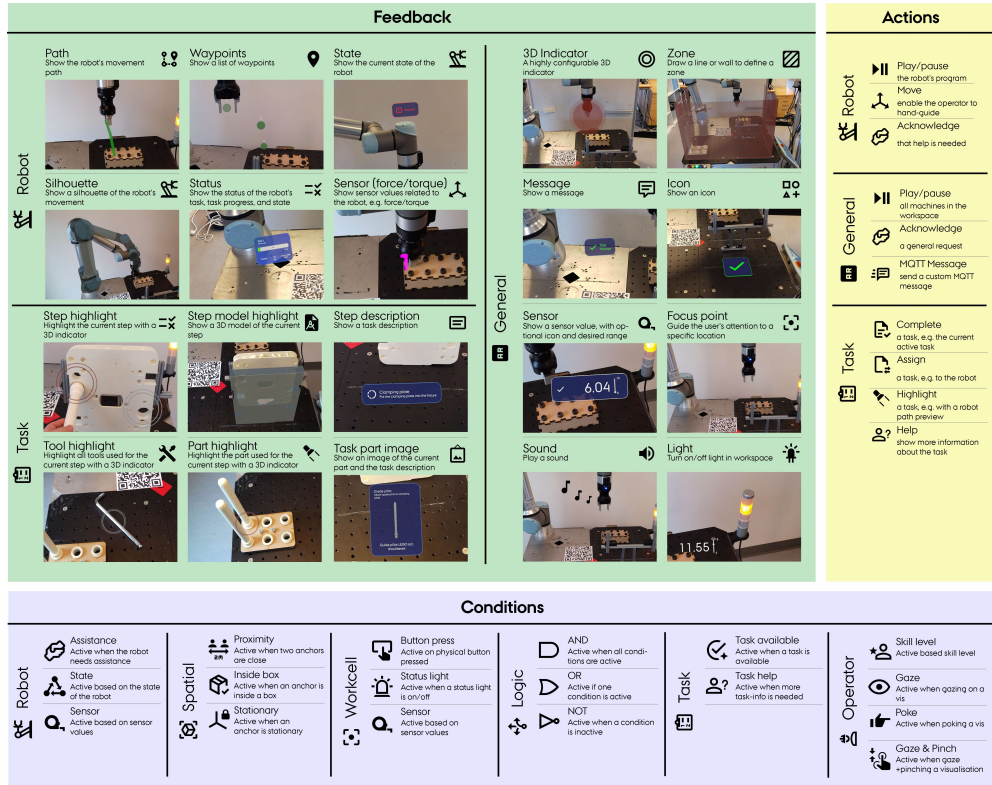 Feedback
Robot
Path
Show the robot's movement
path
Waypoints
Show a list of waypoints
State
Show the current state of the
robot
Silhouette
Show a silhouette of the robot's
movement
Status
Show the status of the robot's
task, task progress, and state
Sensor (force/torque)
Show sensor values related to
the robot, e.g. force/torque
Task
Step highlight
Highlight the current step with a
3D indicator
Step model highlight
Show a 3D model of the current
step
Step description
Show a task description
Clamping plate
Put the clamping plate into the fixture
Tool highlight
Highlight all tools used for the
current step with a 3D indicator
Part highlight
Highlight the part used for the
current step with a 3D indicator
Task part image
Show an image of the current
part and the task description
Guide pillar
General
AR
3D Indicator
A highly configurable 3D
indicator
Zone
Draw a line or wall to define a
zone
Message
Show a message
Icon
Show an icon
Sensor
Show a sensor value, with op-
tional icon and desired range
6.04
Focus point
Guide the user's attention to a
specific location
Sound
Play a sound
Light
Turn on/off light in workspace
11.55
Actions
Robot
Play/pause
the robot's program
Move
enable the operator to
hand-guide
Acknowledge
that help is needed
General
AR
Play/pause
all machines in the
workspace
Acknowledge
a general request
MQTT Message
send a custom MQTT
message
Task
Complete
a task, e.g. the current
active task
Assign
a task, e.g. to the robot
Highlight
a task, e.g. with a robot
path preview
Help
show more information
about the task
Conditions
Robot
Assistance
Active when the robot
needs assistance
State
Active based on the state
of the robot
Sensor
Active based on sensor
values
Spatial
Proximity
Active when two anchors
are close
Inside box
Active when an anchor is
inside a box
Stationary
Active when an
anchor is stationary
Workcell
Button press
Active on physical button
pressed
Status light
Active when a status light
is on/off
Sensor
Active based on
sensor values
Logic
AND
Active when all condi-
tions are active
OR
Active if one
condition is active
NOT
Active when a condition
is inactive
Task
Task available
Active when a task is
available
Task help
Active when more
task-info is needed
Operator
Skill level
Active based skill level
Gaze
Active when gazing on a
vis
Poke
Active when poking a vis
Gaze & Pinch
Active when gaze
+pinching a visualisation